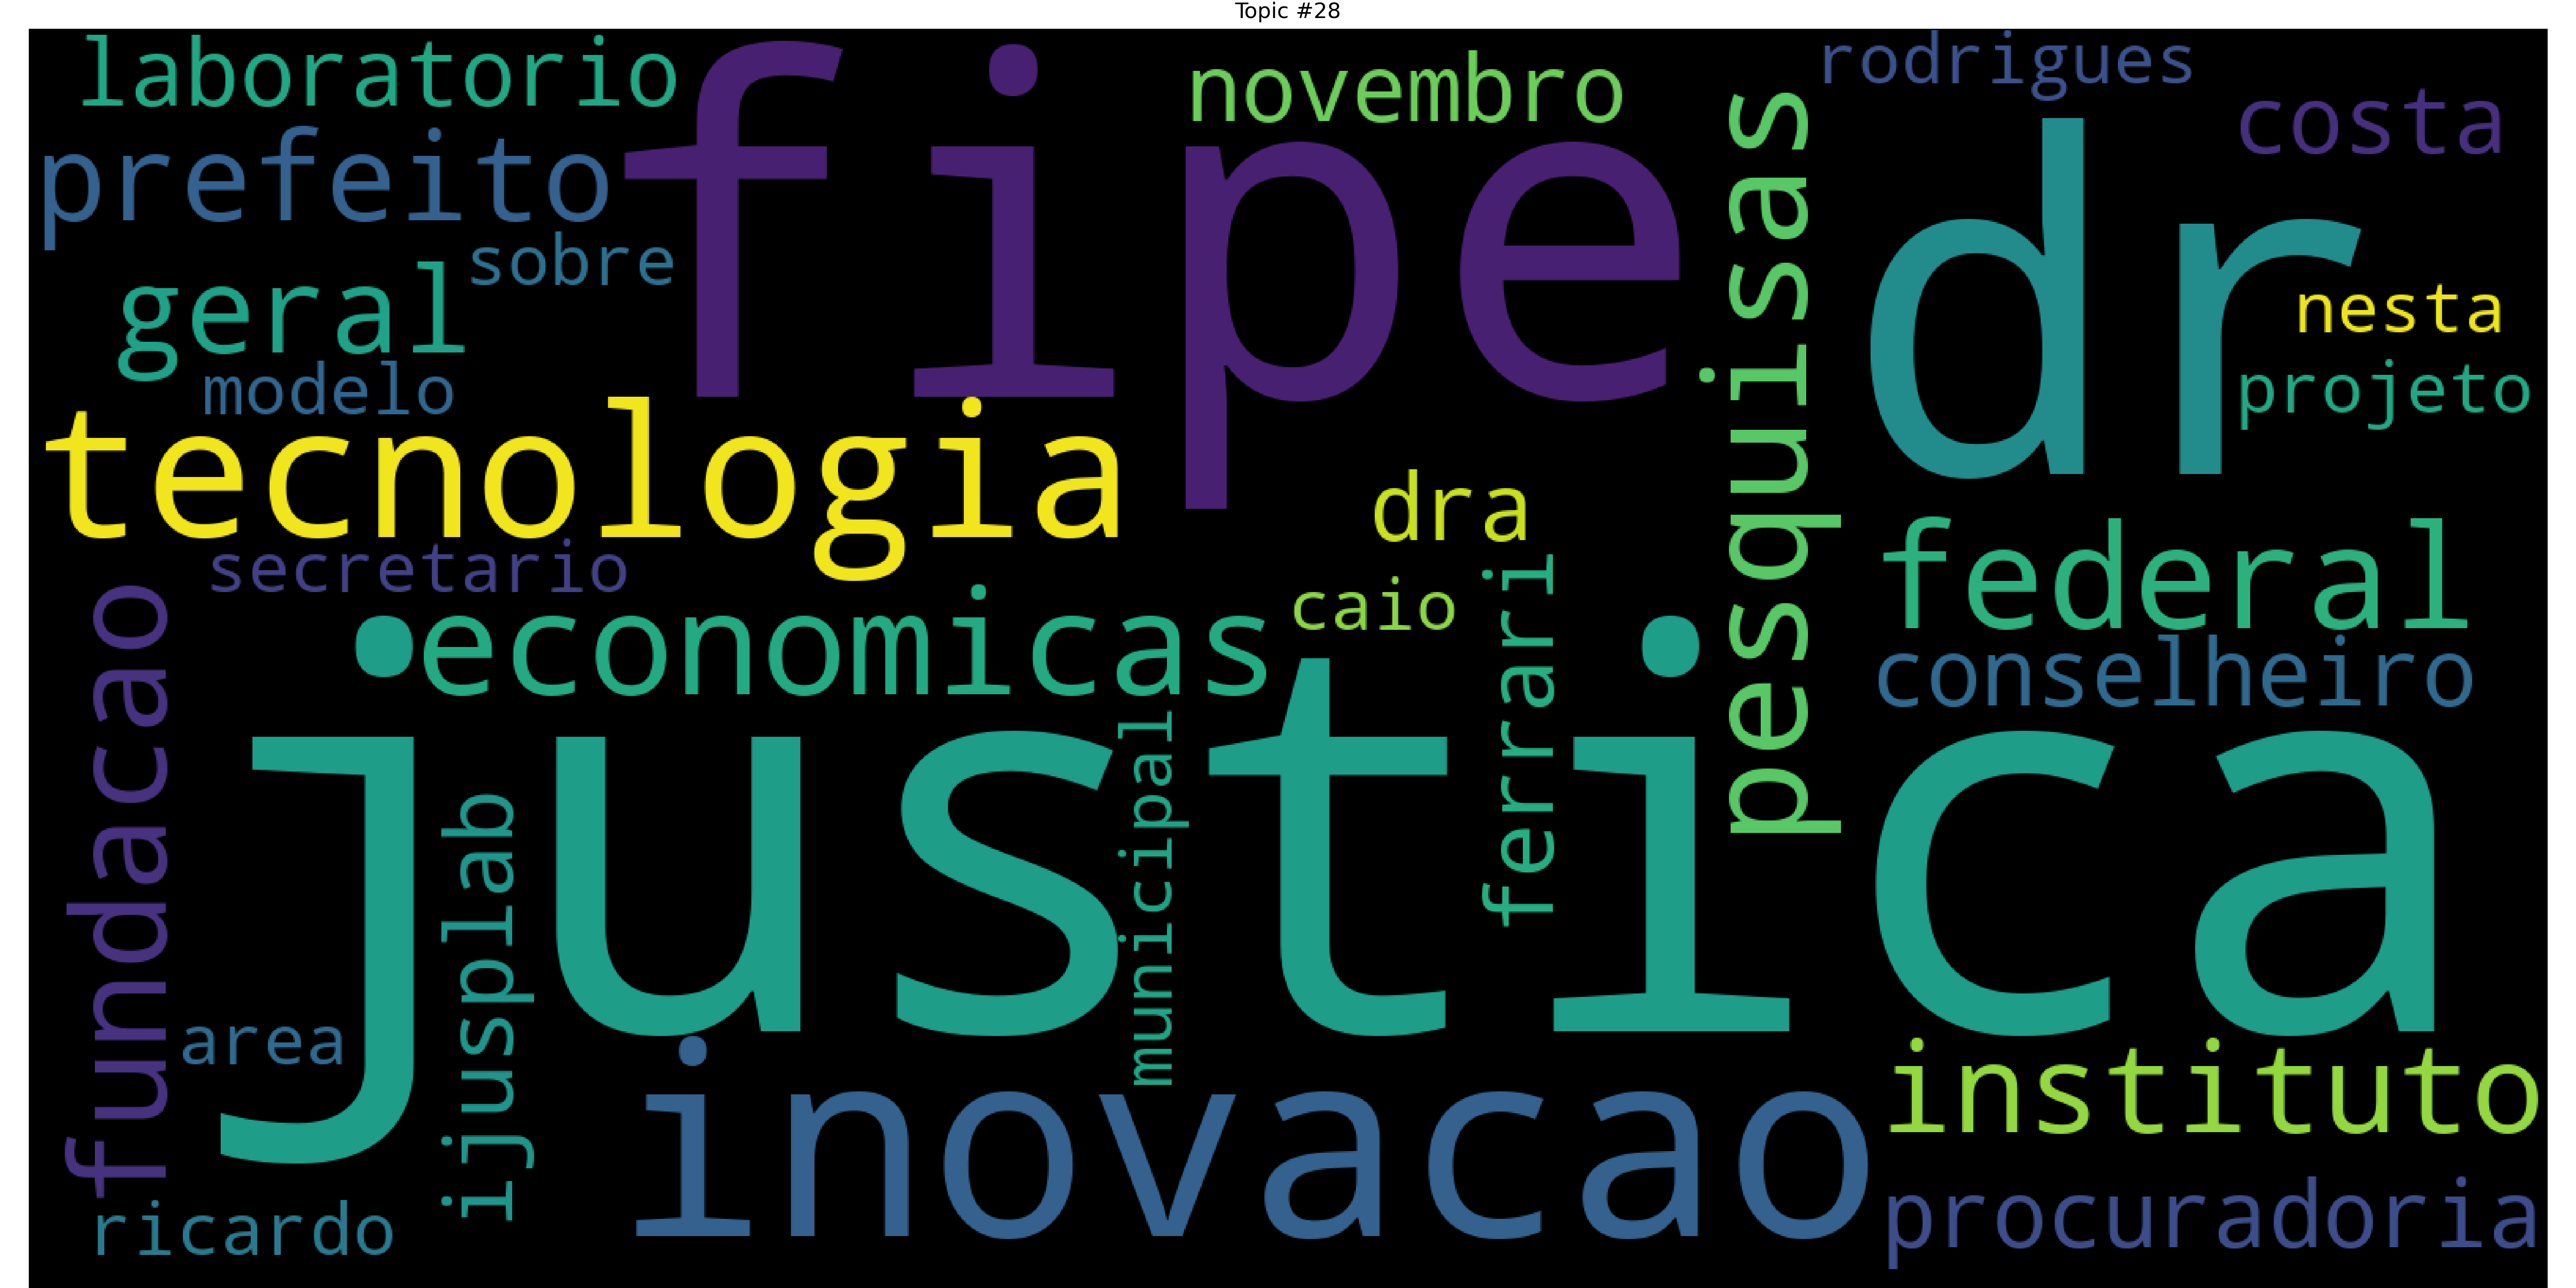 Topic #28
laboratorio
fipe
novembro
rodrigues
costa
prefeito
pesquisas
dr
sobre
geral
nesta
modelo
projeto
tecnologia
dra
federal
secretario
economicas
caio
ferrari
conselheiro
fundacao
justica
municipal
ijusplab
area
inovacao
instituto
ricardo
procuradoria